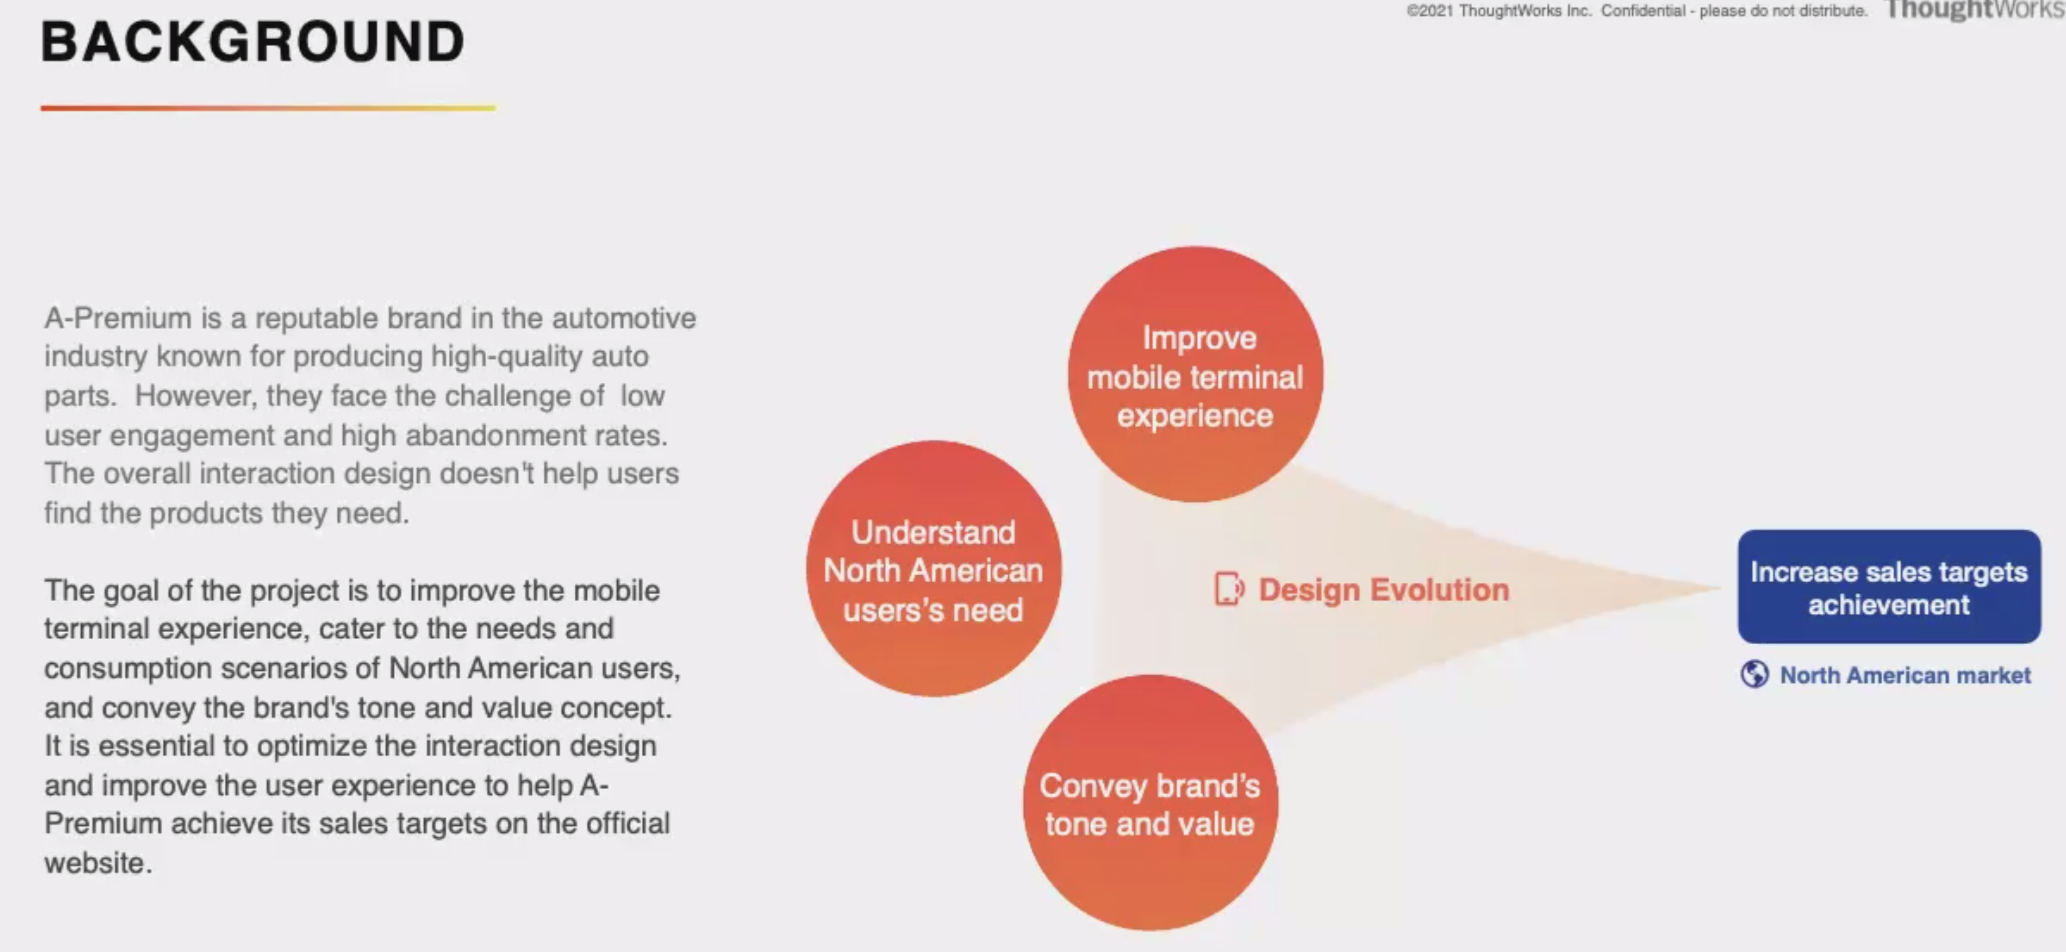 ©2021 ThoughtWorks Inc. Confidential - please do not distribute. ThoughtWorks
BACKGROUND
A-Premium is a reputable brand in the automotive
industry known for producing high-quality auto
parts. However, they face the challenge of low
user engagement and high abandonment rates.
The overall interaction design doesn't help users
find the products they need.
The goal of the project is to improve the mobile
terminal experience, cater to the needs and
consumption scenarios of North American users,
and convey the brand's tone and value concept.
It is essential to optimize the interaction design
and improve the user experience to help A-
Premium achieve its sales targets on the official
website.
Improve
mobile terminal
experience
Understand
North American
users's need
Convey brand's
tone and value
Design Evolution
Increase sales targets
achievement
North American market